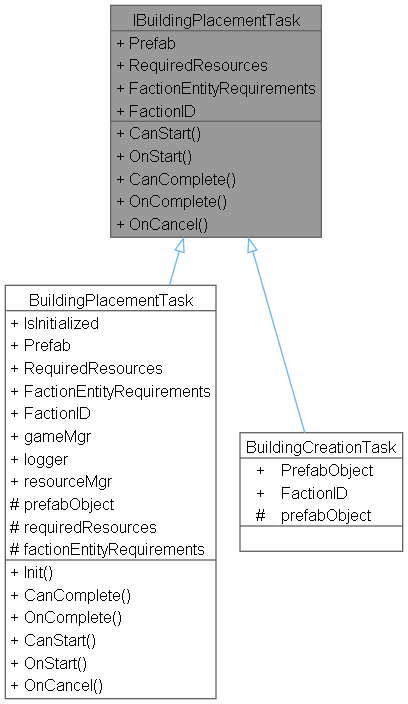 IBuildingPlacementTask
+ Prefab
+ RequiredResources
+ FactionEntityRequirements
+ FactionID
+ CanStart()
+ OnStart()
+ CanComplete()
+ OnComplete()
+ OnCancel()
BuildingPlacementTask
+ IsInitialized
+ Prefab
+ RequiredResources
+ FactionEntityRequirements
+ FactionID
+ gameMgr
+ logger
+ resourceMgr
# prefabObject
# requiredResources
# factionEntityRequirements
+ Init()
+ CanComplete()
+ OnComplete()
+ CanStart()
+ OnStart()
+ OnCancel()
BuildingCreationTask
+ PrefabObject
+ FactionID
# prefabObject